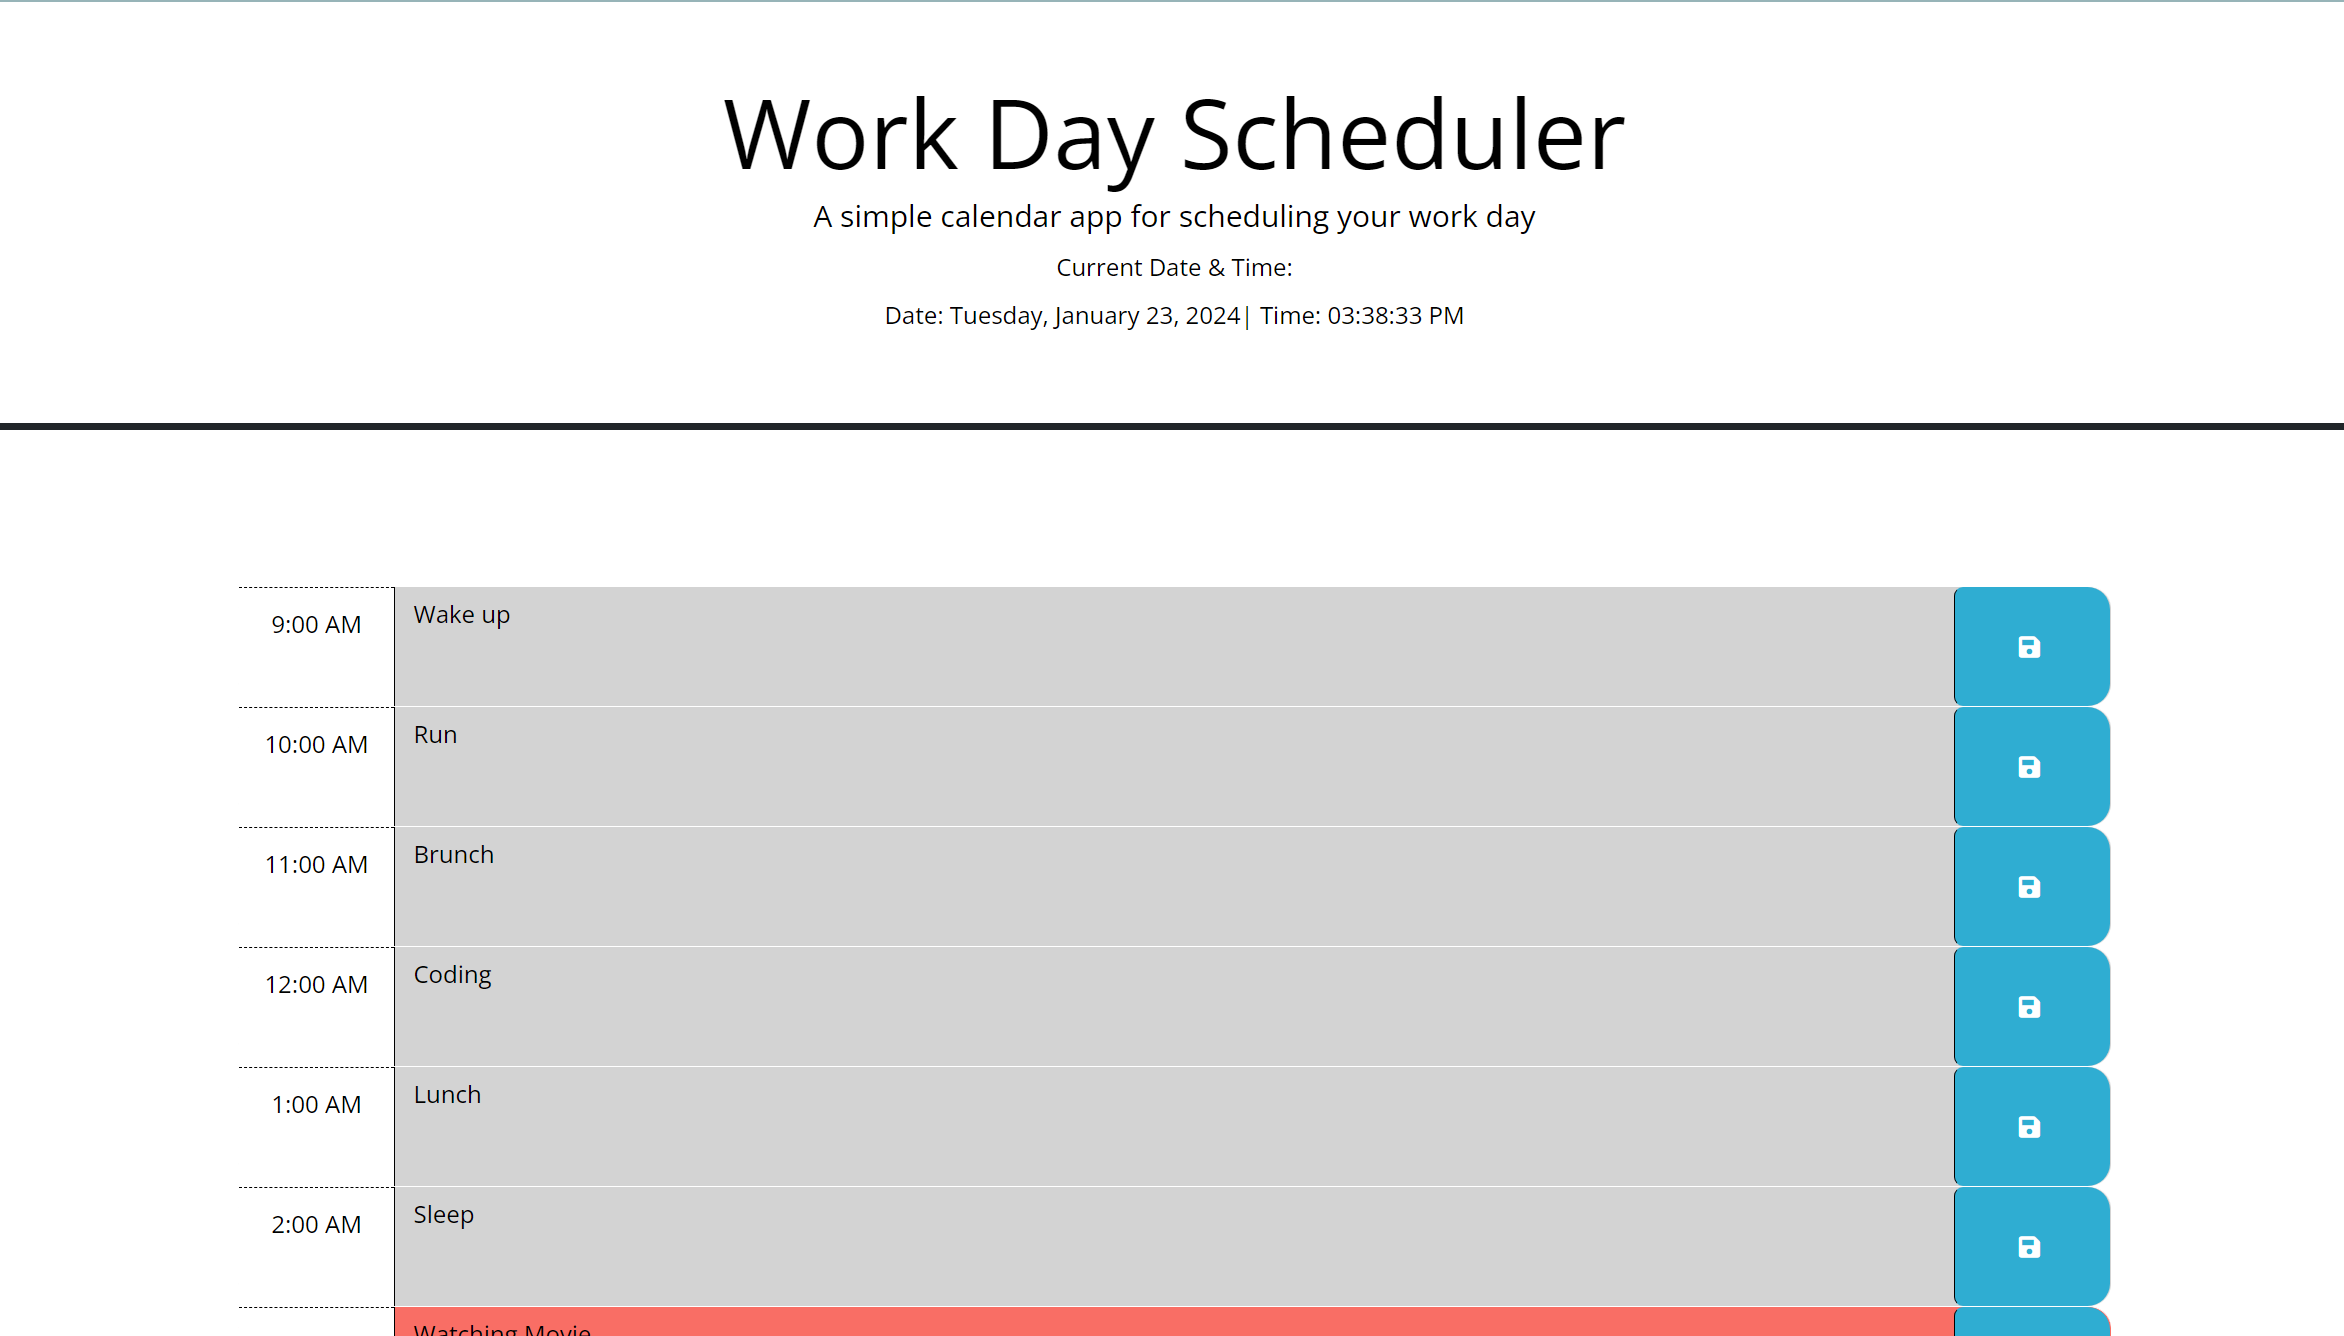 Work Day Scheduler
A simple calendar app for scheduling your work day
Current Date & Time:
Date: Tuesday, January 23, 2024| Time: 03:38:33 PM
9:00 AM
Wake up
10:00 AM
Run
11:00 AM
Brunch
12:00 AM
Coding
1:00 AM
Lunch
2:00 AM
Sleep
Watching Movie